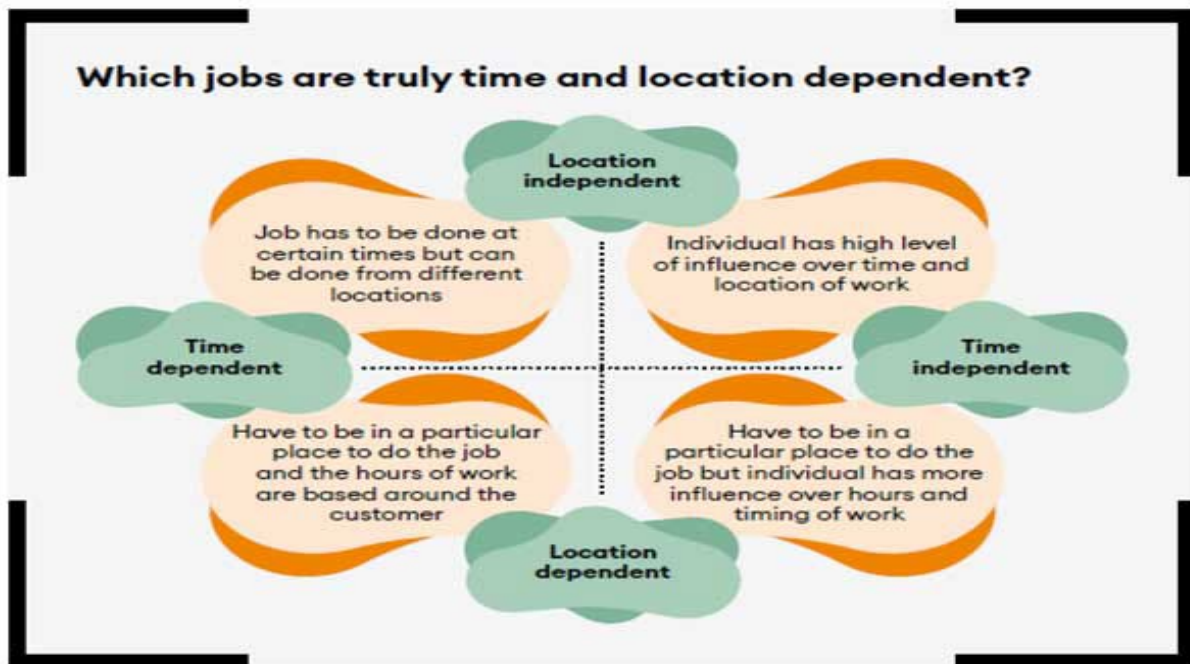 Which jobs are truly time and location dependent?
Location
independent
Job has to be done at
certain times but can
be done from different
locations
Individual has high level
of influence over time and
location of work
Time
dependent
Time
independent
Have to be in a particular
place to do the job
and the hours of work
are based around the
customer
Have to be in a
particular place to do the
job but individual has more
influence over hours and
timing of work
Location
dependent